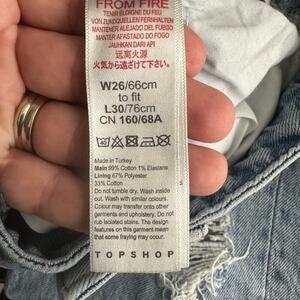 FROM FIRE
TENIR ELOIGNE DU FEU
VON ZUNDQUELLEN FERNHALTEN
MANTENER ALEJADO DEL FUEGO
MANTER AFASTADO DO FOGO
JAUHKAN DARI API
远离火源
火気から遠ざけて下さい。
W26/66cm
to fit
L30/76cm
CN 160/68A
Made in Turkey
Main 99% Cotton 1% Elastane
Lining 67% Polyester
33% Cotton
Do not tumble dry. Wash inside
out. Wash with similar colours.
Colour may transfer onto other
garments and upholstery. Do not
rub isolated stains. The design
features on this garment mean
that some fraying may occur.
TOPSHOP